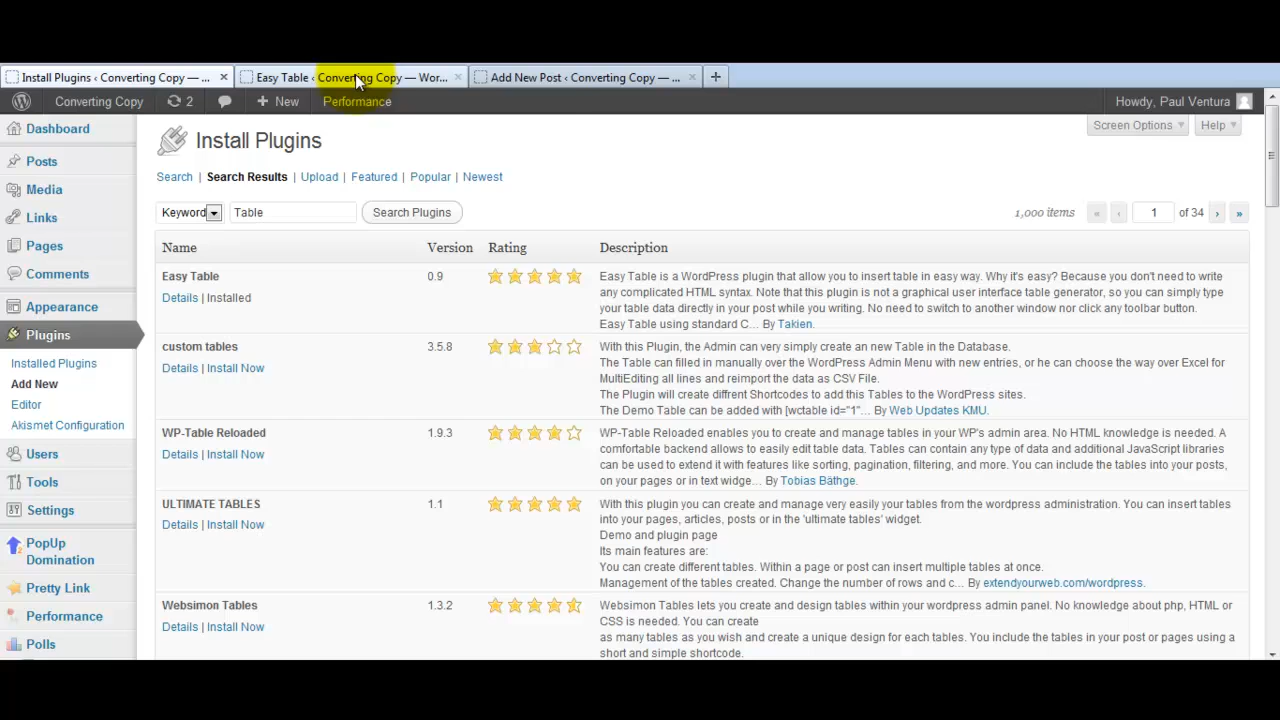 Install Plugins ‹ Converting Copy — ...
Easy Table ‹ Converting Copy — Wor...
Add New Post ‹ Converting Copy — ...
Converting Copy 2 + New Performance Howdy, Paul Ventura
Screen Options Help
Dashboard
Posts
Media
Links
Pages
Comments
Appearance
Plugins
Installed Plugins
Add New
Editor
Akismet Configuration
Users
Tools
Settings
PopUp
Domination
Pretty Link
Performance
Polls
Install Plugins
Search | Search Results | Upload | Featured | Popular | Newest
Keyword Table Search Plugins 1,000 items « ‹ 1 of 34 › »
Name Version Rating Description
Easy Table 0.9
Details | Installed
Easy Table is a WordPress plugin that allow you to insert table in easy way. Why it's easy? Because you don't need to write
any complicated HTML syntax. Note that this plugin is not a graphical user interface table generator, so you can simply type
your table data directly in your post while you writing. No need to switch to another window nor click any toolbar button.
Easy Table using standard C... By Takien.
custom tables 3.5.8
Details | Install Now
With this Plugin, the Admin can very simply create an new Table in the Database.
The Table can filled in manually over the WordPress Admin Menu with new entries, or he can choose the way over Excel for
MultiEditing all lines and reimport the data as CSV File.
The Plugin will create diffrent Shortcodes to add this Tables to the WordPress sites.
The Demo Table can be added with [wctable id="1"... By Web Updates KMU.
WP-Table Reloaded 1.9.3
Details | Install Now
WP-Table Reloaded enables you to create and manage tables in your WP's admin area. No HTML knowledge is needed. A
comfortable backend allows to easily edit table data. Tables can contain any type of data and additional JavaScript libraries
can be used to extend it with features like sorting, pagination, filtering, and more. You can include the tables into your posts,
on your pages or in text widge... By Tobias Bäthge.
ULTIMATE TABLES 1.1
Details | Install Now
With this plugin you can create and manage very easily your tables from the wordpress administration. You can insert tables
into your pages, articles, posts or in the 'ultimate tables' widget.
Demo and plugin page
Its main features are:
You can create different tables. Within a page or post can insert multiple tables at once.
Management of the tables created. Change the number of rows and c... By extendyourweb.com/wordpress.
Websimon Tables 1.3.2
Details | Install Now
Websimon Tables lets you create and design tables within your wordpress admin panel. No knowledge about php, HTML or
CSS is needed. You can create
as many tables as you wish and create a unique design for each tables. You include the tables in your post or pages using a
short and simple shortcode.